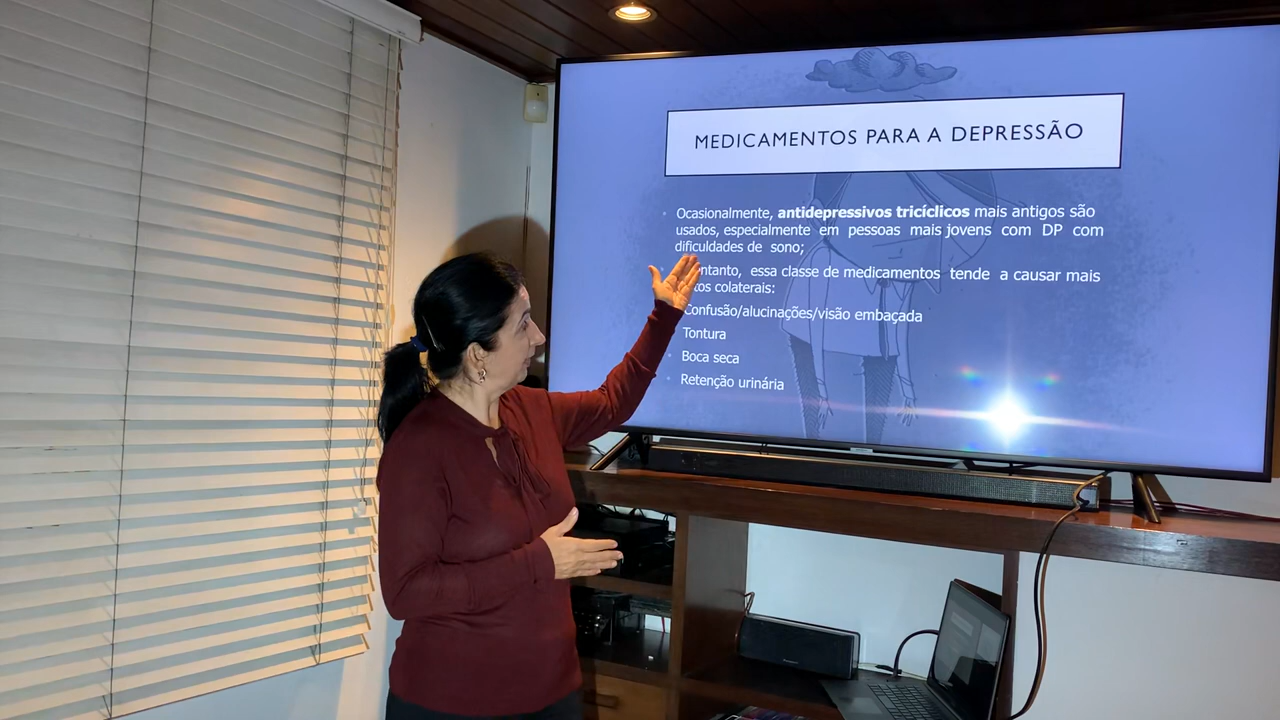 MEDICAMENTOS PARA A DEPRESSÃO
Ocasionalmente, antidepressivos tricíclicos mais antigos são
usados, especialmente em pessoas mais jovens com DP com
dificuldades de sono;
essa classe de medicamentos tende a causar mais
colaterais:
Confusão/alucinações/visão embaçada
Tontura
Boca seca
Retenção urinária